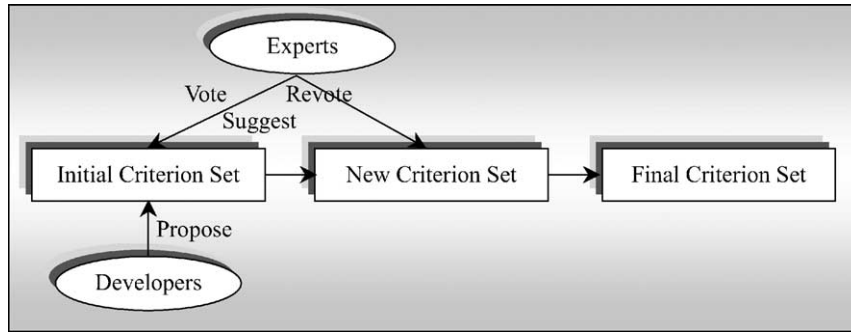 Experts
Vote
Revote
Suggest
Initial Criterion Set
New Criterion Set
Final Criterion Set
Propose
Developers